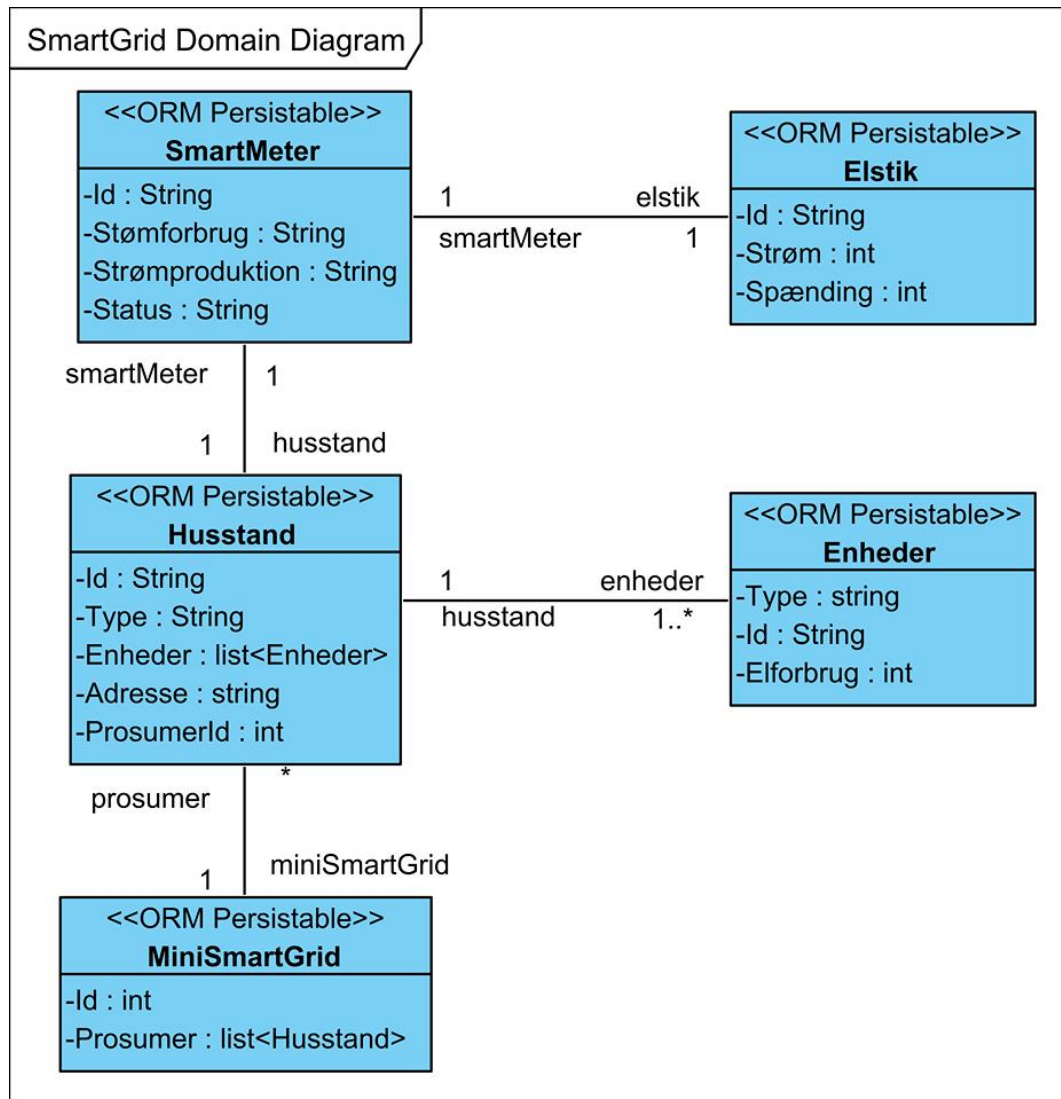 SmartGrid Domain Diagram
<<ORM Persistable>>
SmartMeter
-Id : String
-Stømforbrug : String
-Strømproduktion : String
-Status : String
<<ORM Persistable>>
Elstik
-Id : String
-Strøm : int
-Spænding : int
1
elstik
smartMeter
1
smartMeter
1
1
husstand
<<ORM Persistable>>
Husstand
-Id : String
-Type : String
-Enheder : list<Enheder>
-Adresse : string
-ProsumerId : int
1
enheder
husstand
1..*
<<ORM Persistable>>
Enheder
-Type : string
-Id : String
-Elforbrug : int
*
prosumer
miniSmartGrid
1
<<ORM Persistable>>
MiniSmartGrid
-Id : int
-Prosumer : list<Husstand>